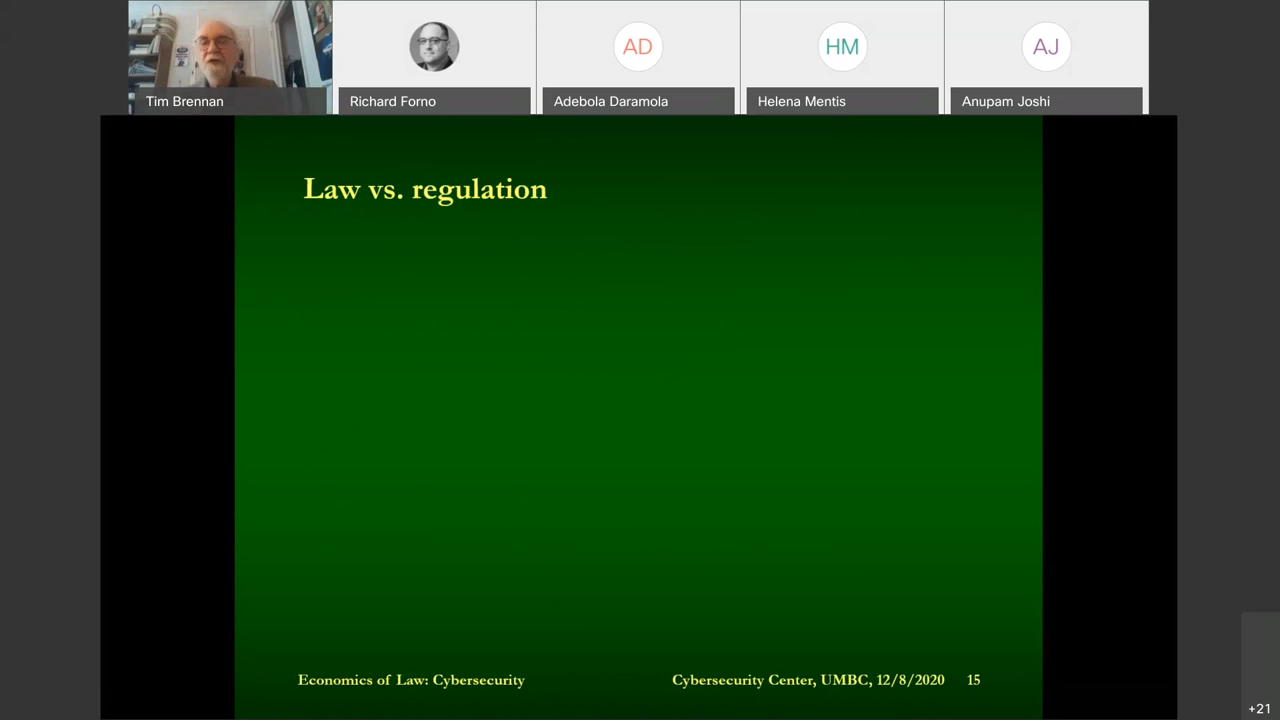 AD
HM
AJ
Tim Brennan
Richard Forno
Adebola Daramola
Helena Mentis
Anupam Joshi
Law vs. regulation
Economics of Law: Cybersecurity
Cybersecurity Center, UMBC, 12/8/2020
15
+21